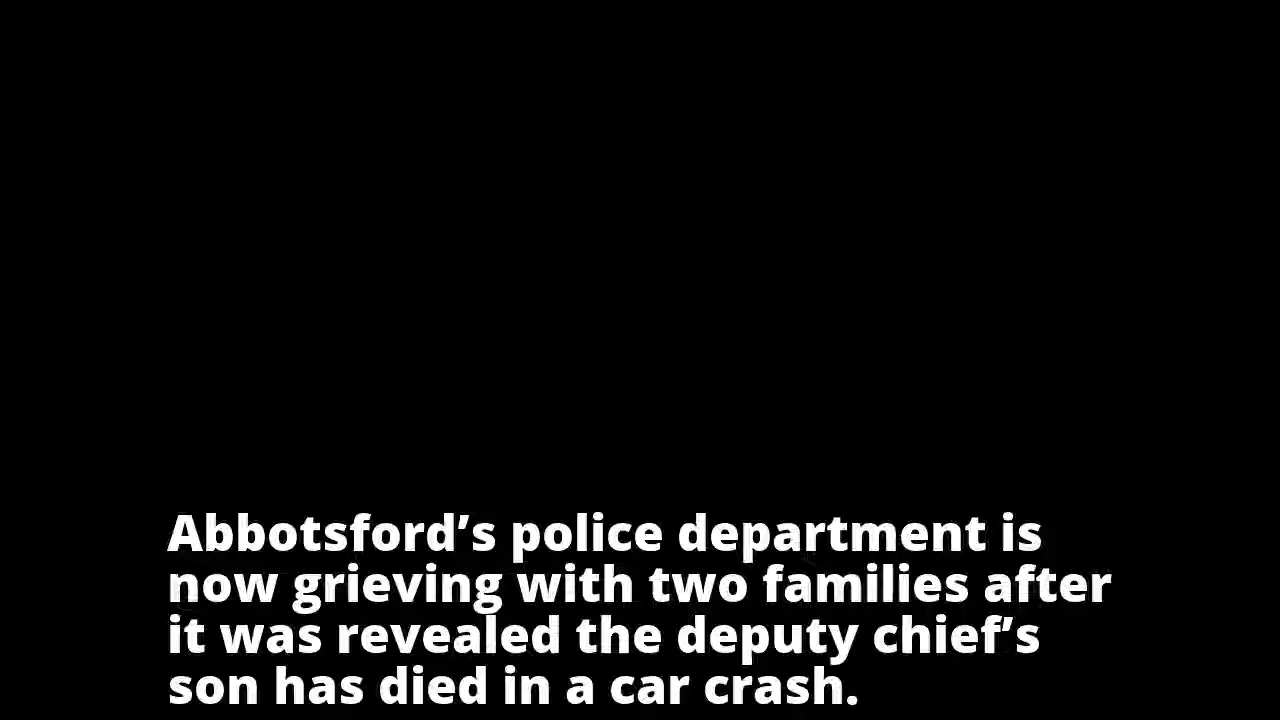 Abbotsford’s police department is
now grieving with two families after
it was revealed the deputy chief’s
son has died in a car crash.